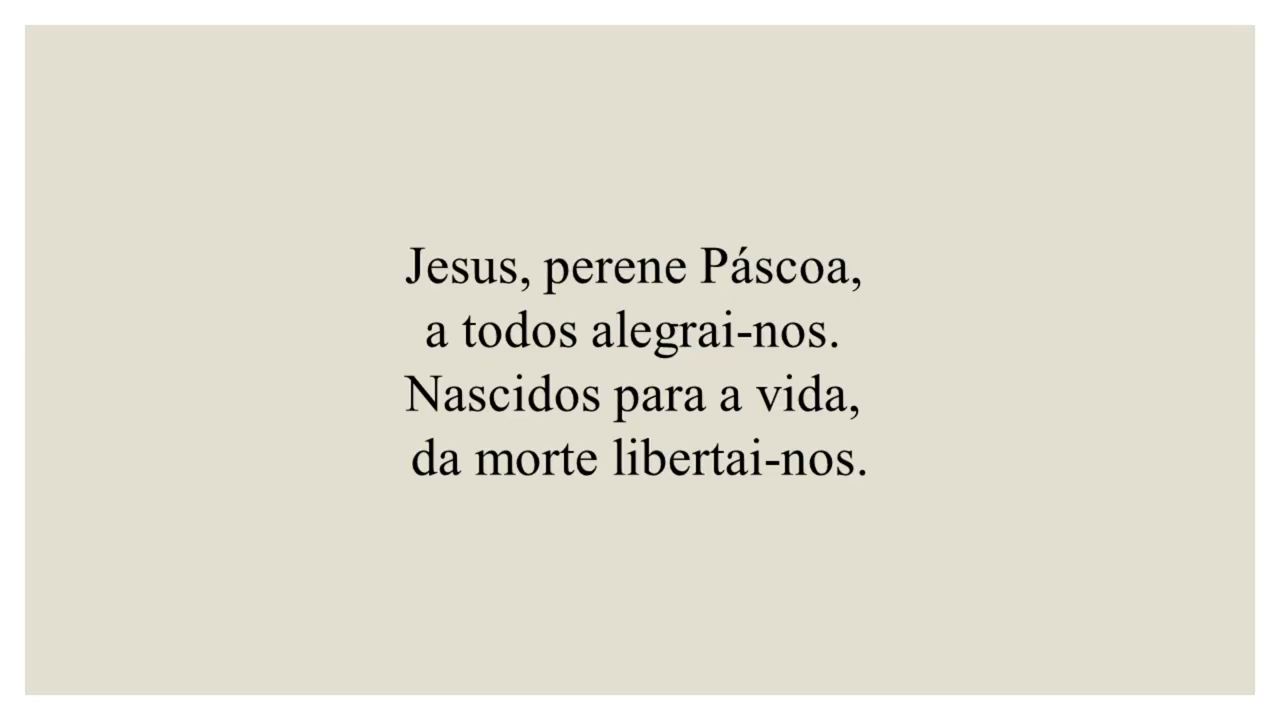 Jesus, perene Páscoa,
a todos alegrai-nos.
Nascidos para a vida,
da morte libertai-nos.